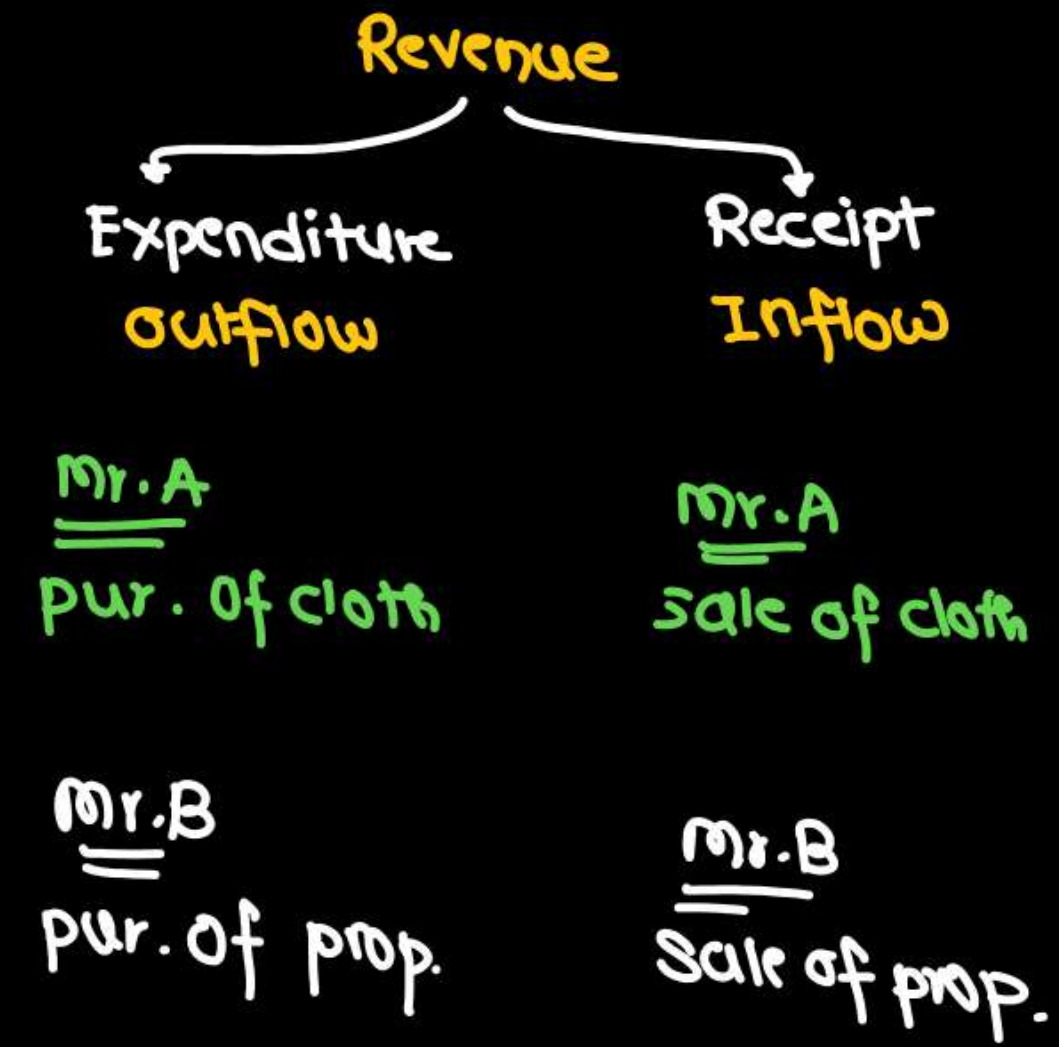 Revenue
Expenditure
outflow
Receipt
Inflow
Mr. A
pur. of cloth
Mr. A
sale of cloth
Mr. B
pur. of prop.
Mr. B
Sale of prop.